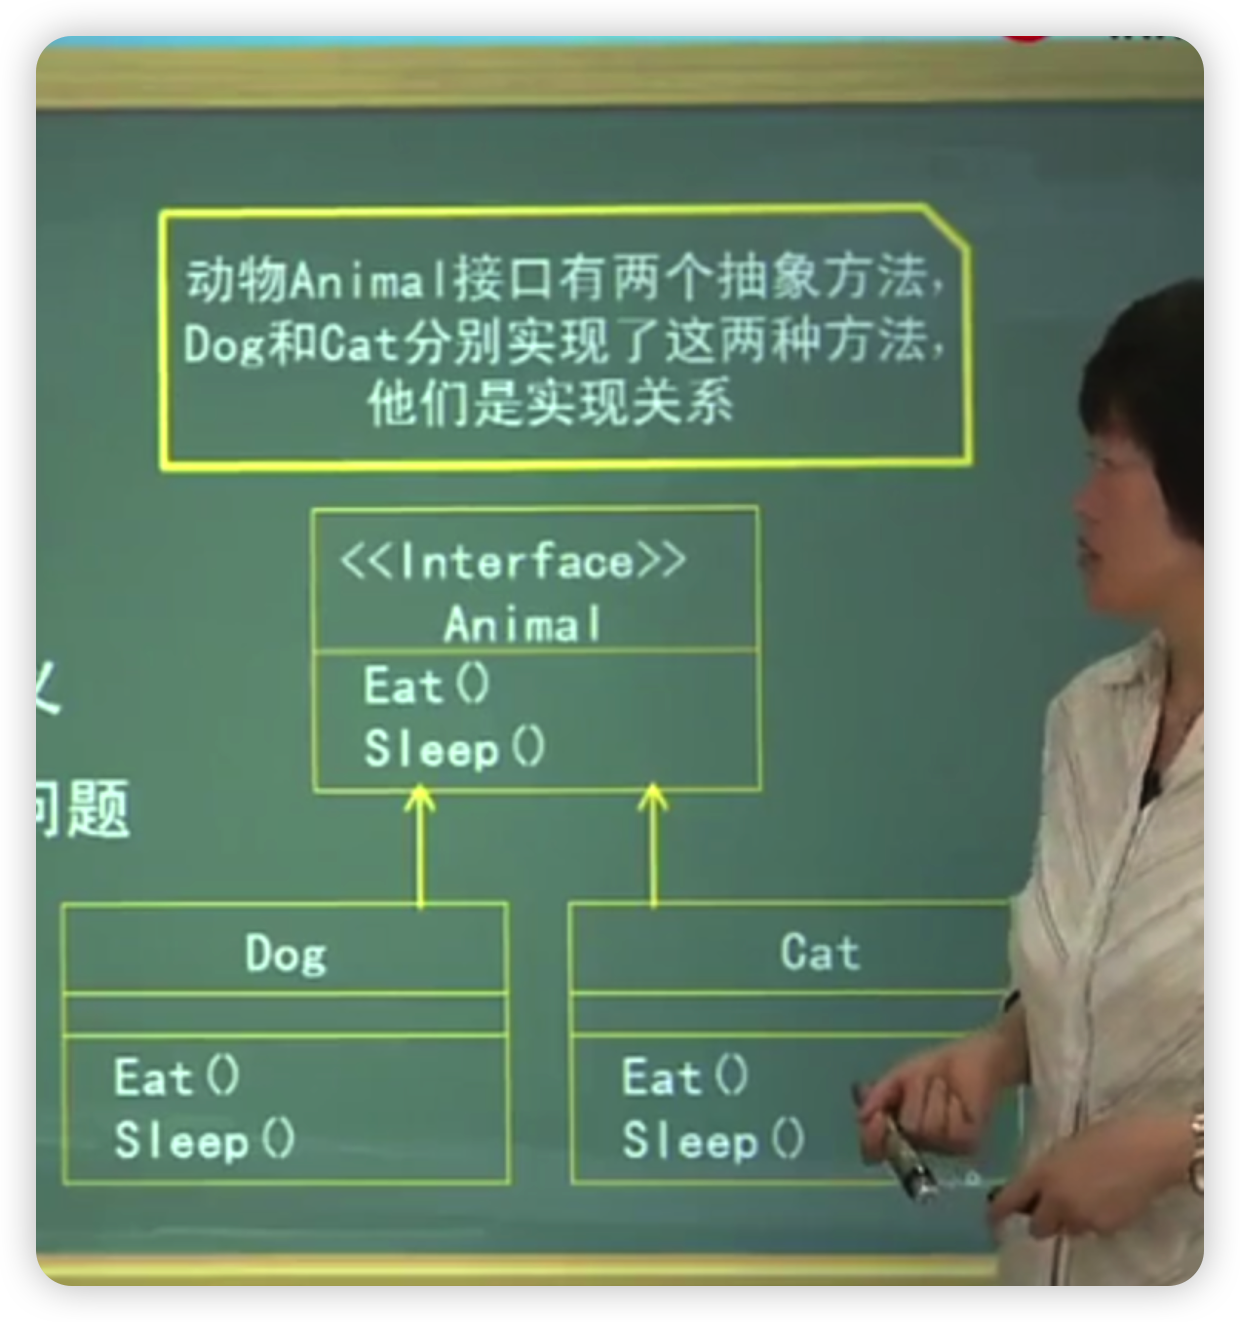 动物Animal接口有两个抽象方法，
Dog和Cat分别实现了这两种方法，
他们是实现关系
<<Interface>>
Animal
Eat()
Sleep()
问题
Dog
Cat
Eat()
Sleep()
Eat()
Sleep()